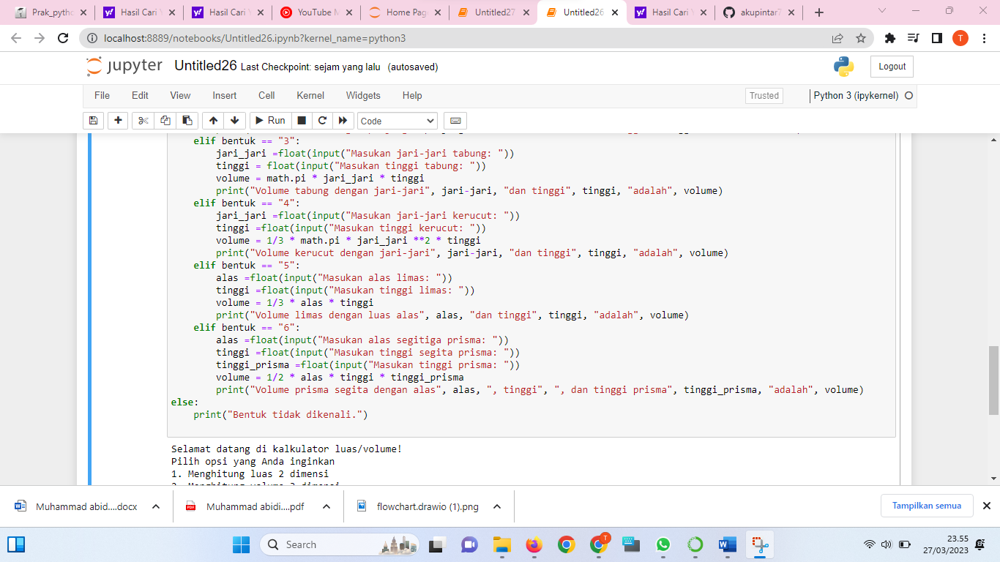 Prak_pytho
Hasil Cari Y
Hasil Cari Y
YouTube M
Home Page
Untitled27
Untitled26
Hasil Cari Y
akupintar7
localhost:8889/notebooks/Untitled26.ipynb?kernel_name=python3
T
jupyter Untitled26 Last Checkpoint: sejam yang lalu (autosaved)
Logout
File Edit View Insert Cell Kernel Widgets Help
Trusted
Python 3 (ipykernel)
Run
Code
elif bentuk == "3":
jari_jari =float(input("Masukan jari-jari tabung: "))
tinggi = float(input("Masukan tinggi tabung: "))
volume = math.pi * jari_jari * tinggi
print("Volume tabung dengan jari-jari", jari-jari, "dan tinggi", tinggi, "adalah", volume)
elif bentuk == "4":
jari_jari =float(input("Masukan jari-jari kerucut: "))
tinggi =float(input("Masukan tinggi kerucut: "))
volume = 1/3 * math.pi * jari_jari **2 * tinggi
print("Volume kerucut dengan jari-jari", jari-jari, "dan tinggi", tinggi, "adalah", volume)
elif bentuk == "5":
alas =float(input("Masukan alas limas: "))
tinggi =float(input("Masukan tinggi limas: "))
volume = 1/3 * alas * tinggi
print("Volume limas dengan luas alas", alas, "dan tinggi", tinggi, "adalah", volume)
elif bentuk == "6":
alas =float(input("Masukan alas segitiga prisma: "))
tinggi =float(input("Masukan tinggi segita prisma: "))
tinggi_prisma =float(input("Masukan tinggi prisma: "))
volume = 1/2 * alas * tinggi * tinggi_prisma
print("Volume prisma segita dengan alas", alas, ", tinggi", ", dan tinggi prisma", tinggi_prisma, "adalah", volume)
else:
print("Bentuk tidak dikenali.")
Selamat datang di kalkulator luas/volume!
Pilih opsi yang Anda inginkan
1. Menghitung luas 2 dimensi
2. Menghitung volume 3 dimensi
Muhammad abid....docx
Muhammad abidi....pdf
flowchart.drawio (1).png
Tampilkan semua
Search
T
23.55
27/03/2023